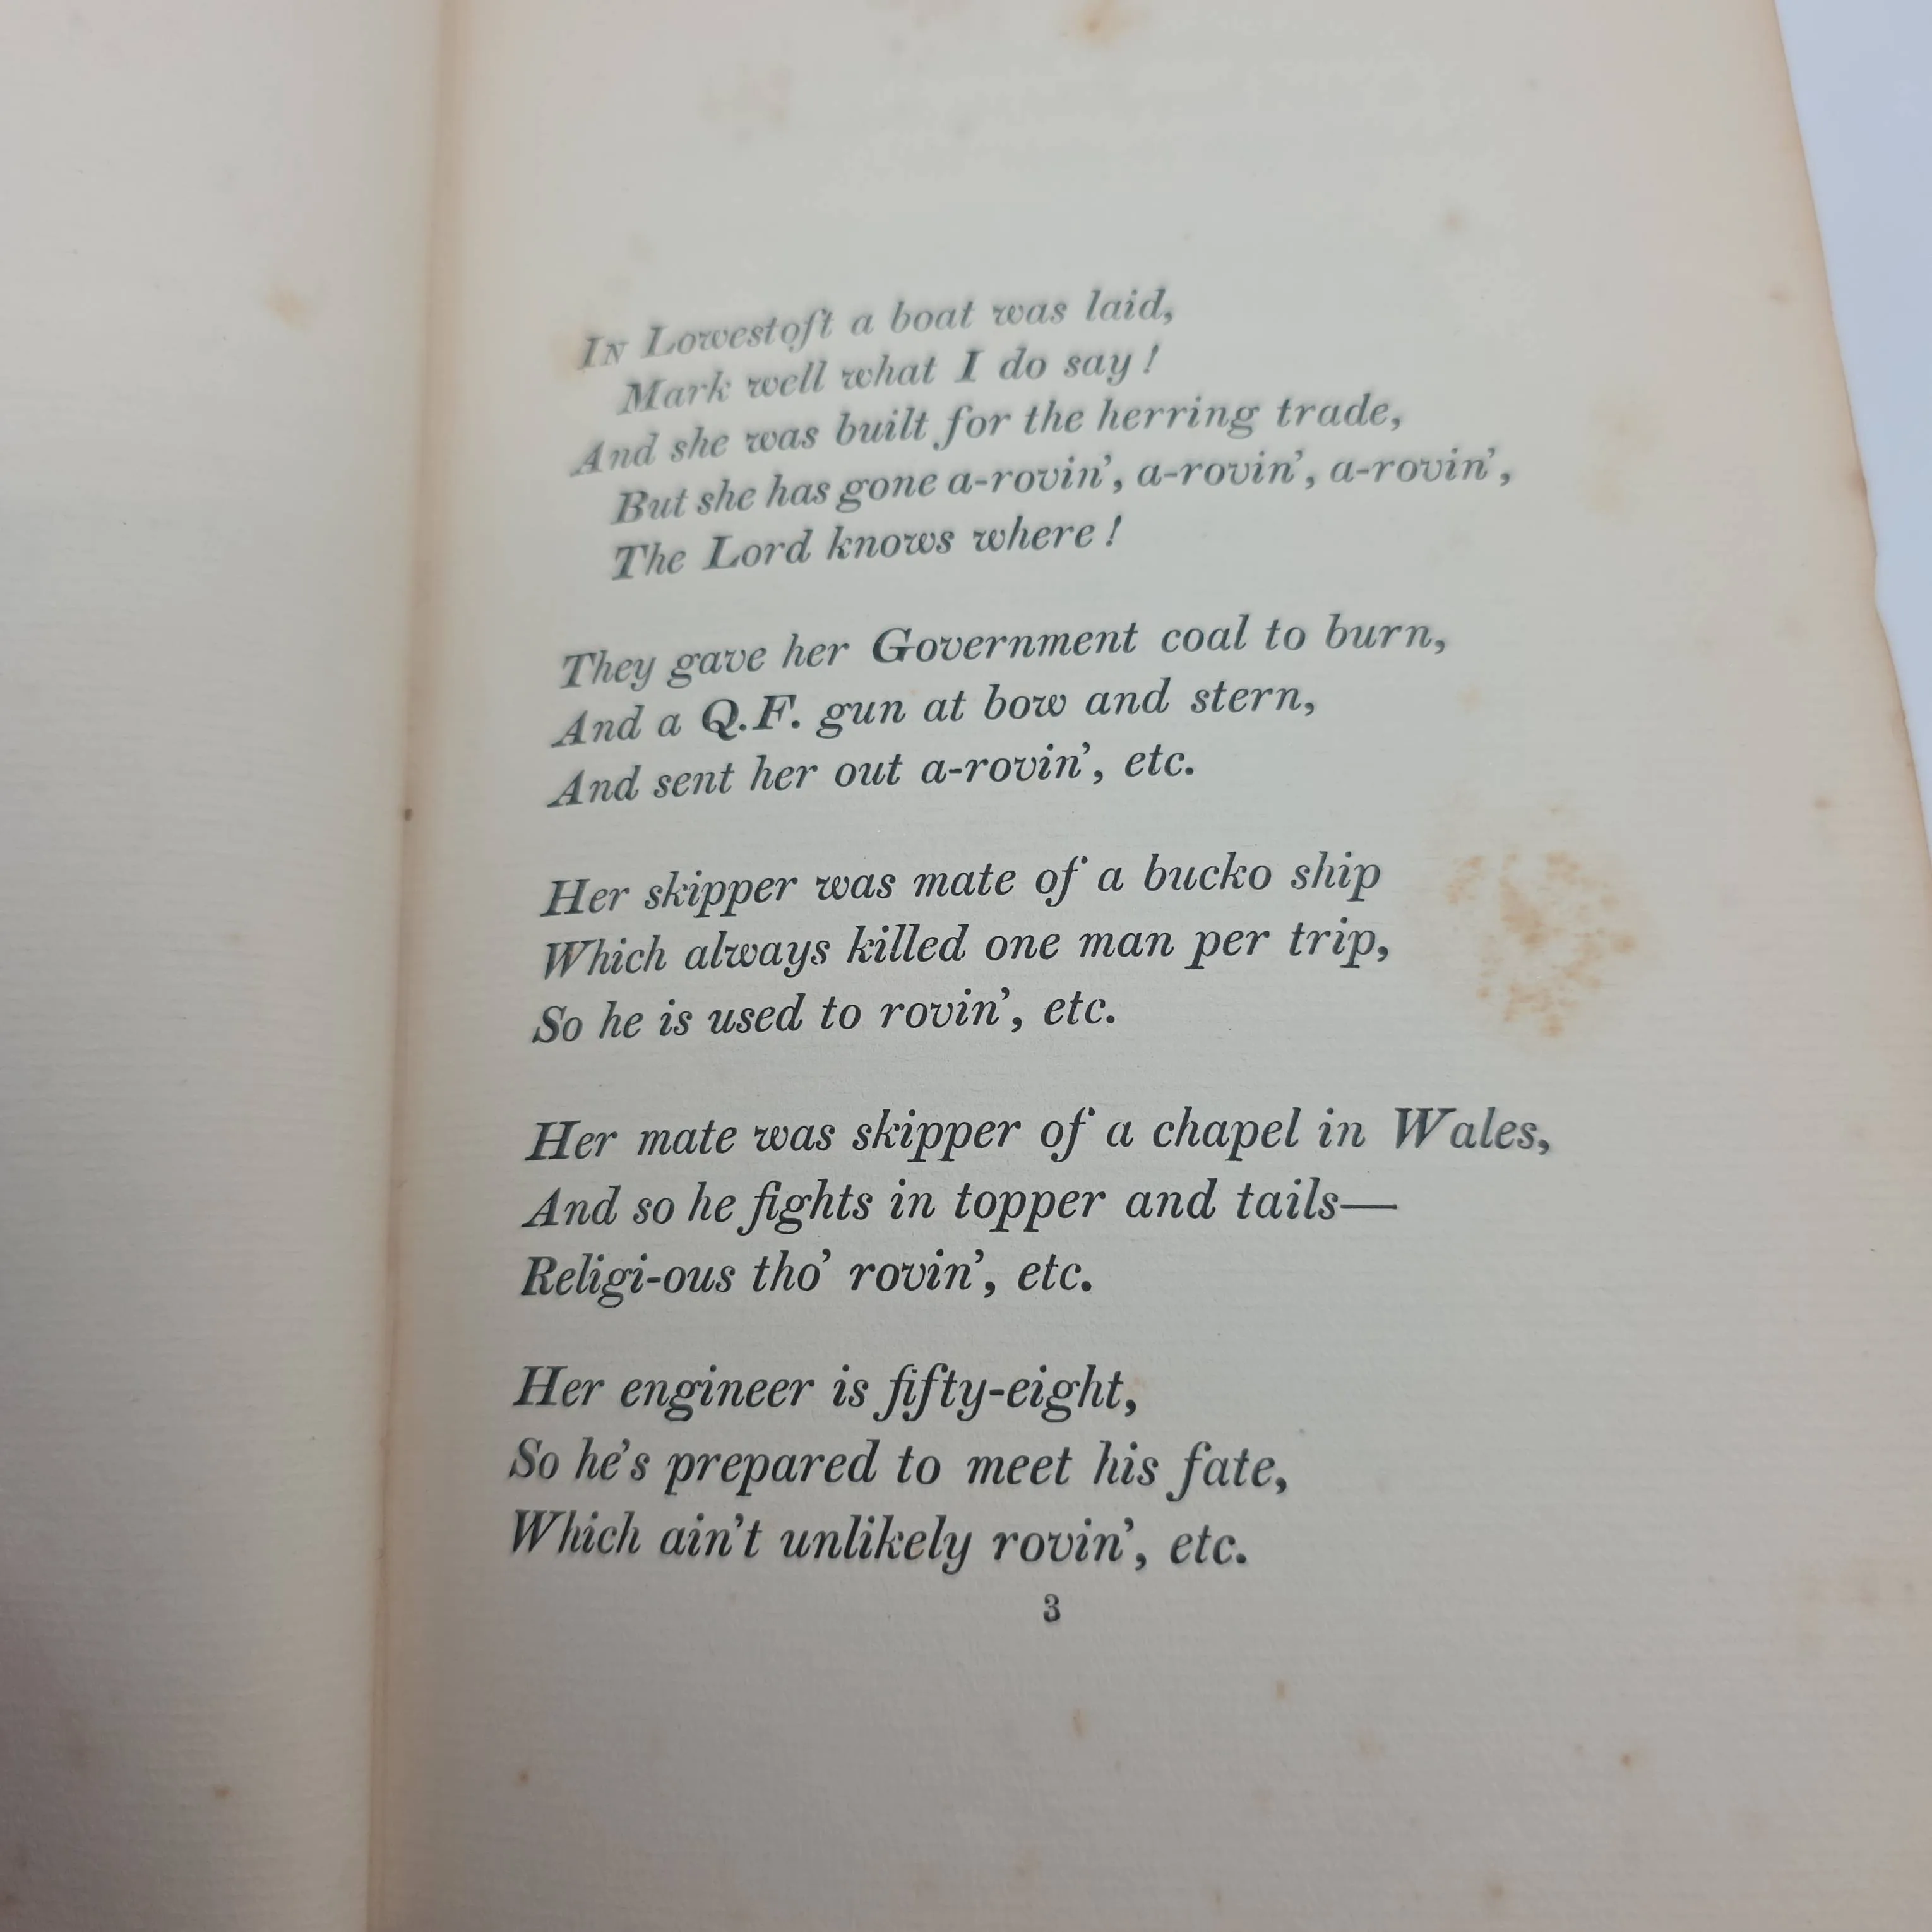 In Lowestoft a boat was laid,
Mark well what I do say!
And she was built for the herring trade,
But she has gone a-rovin', a-rovin', a-rovin',
The Lord knows where!
They gave her Government coal to burn,
And a Q.F. gun at bow and stern,
And sent her out a-rovin', etc.
Her skipper was mate of a bucko ship
Which always killed one man per trip,
So he is used to rovin', etc.
Her mate was skipper of a chapel in Wales,
And so he fights in topper and tails—
Religi-ous tho' rovin', etc.
Her engineer is fifty-eight,
So he's prepared to meet his fate,
Which ain't unlikely rovin', etc.
3